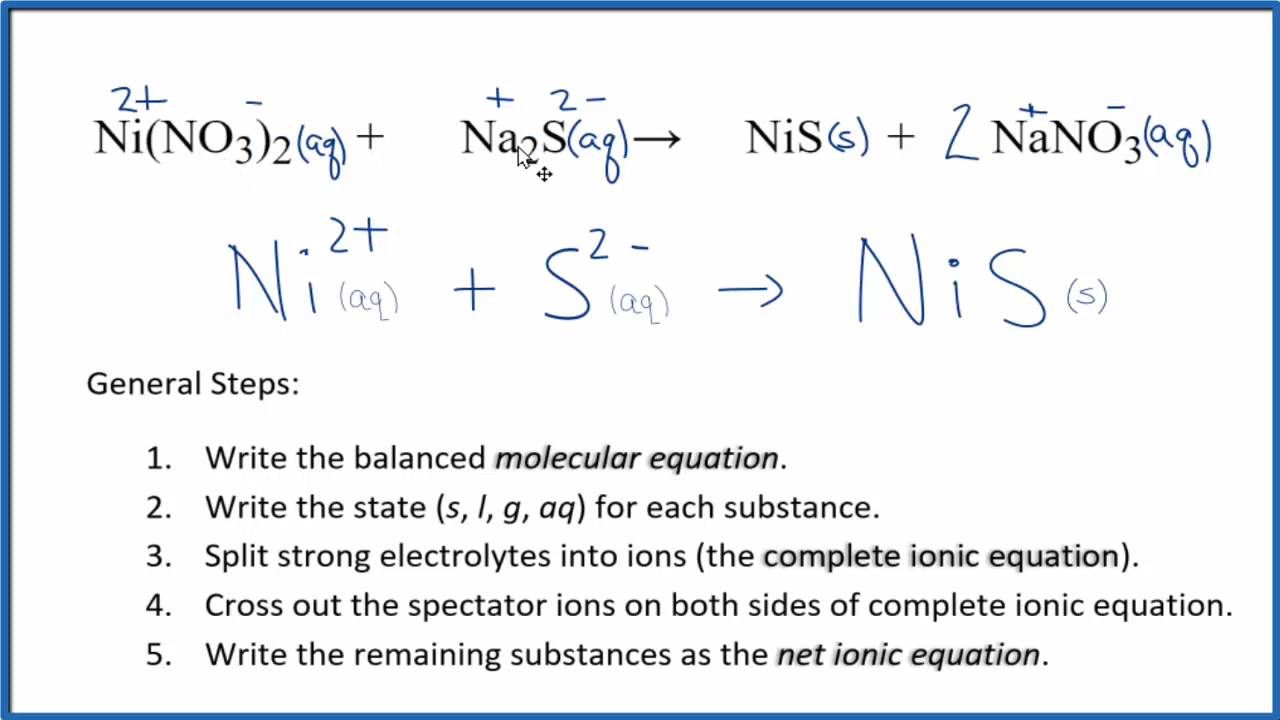 2+ - + 2- + -
Ni(NO₃)₂(aq) + Na₂S(aq) → NiS(s) + 2 NaNO₃(aq)
Ni²⁺(aq) + S²⁻(aq) → NiS(s)
General Steps:
1. Write the balanced molecular equation.
2. Write the state (s, l, g, aq) for each substance.
3. Split strong electrolytes into ions (the complete ionic equation).
4. Cross out the spectator ions on both sides of complete ionic equation.
5. Write the remaining substances as the net ionic equation.